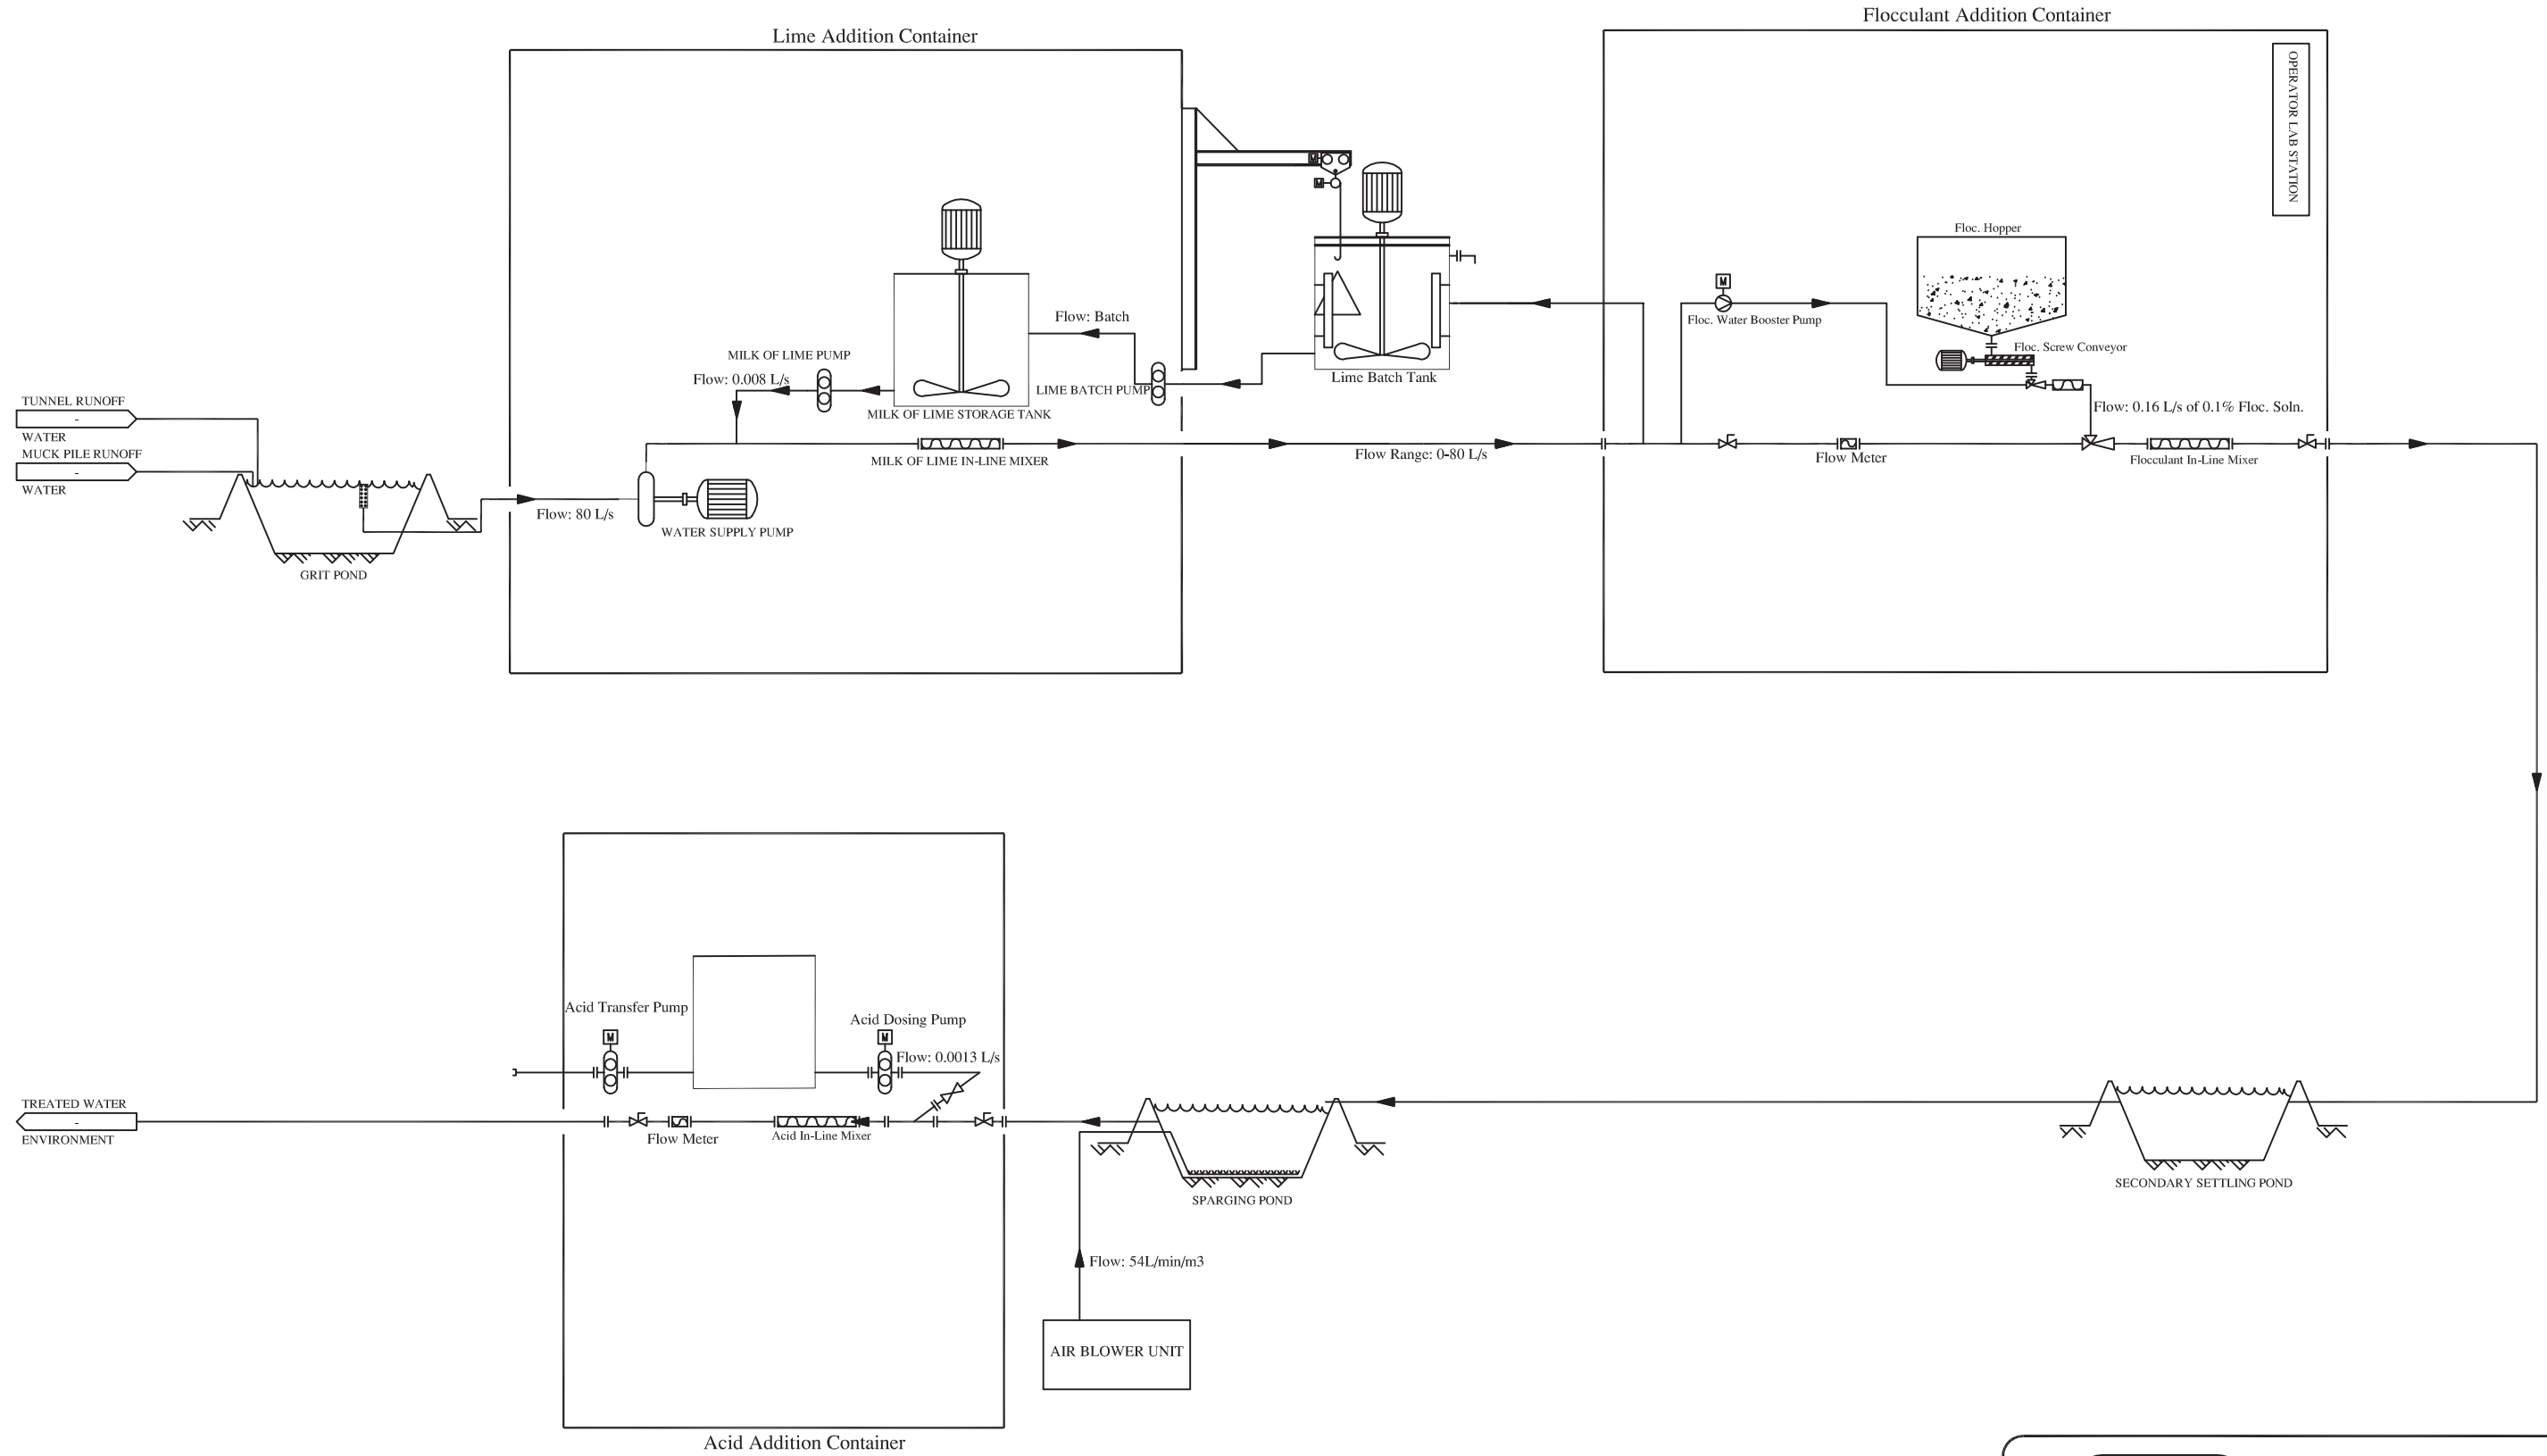 Flocculant Addition Container
Lime Addition Container
OPERATOR LAB STATION
M
M
Floc. Hopper
M
Floc. Water Booster Pump
Flow: Batch
Floc. Screw Conveyor
MILK OF LIME PUMP
Flow: 0.008 L/s
LIME BATCH PUMP
Lime Batch Tank
MILK OF LIME STORAGE TANK
Flow: 0.16 L/s of 0.1% Floc. Soln.
TUNNEL RUNOFF
-
WATER
MUCK PILE RUNOFF
-
WATER
MILK OF LIME IN-LINE MIXER
Flow Range: 0-80 L/s
Flow Meter
Flocculant In-Line Mixer
Flow: 80 L/s
WATER SUPPLY PUMP
GRIT POND
Acid Transfer Pump
M
Acid Dosing Pump
M
Flow: 0.0013 L/s
TREATED WATER
-
ENVIRONMENT
Flow Meter
Acid In-Line Mixer
SPARGING POND
SECONDARY SETTLING POND
Flow: 54L/min/m3
AIR BLOWER UNIT
Acid Addition Container